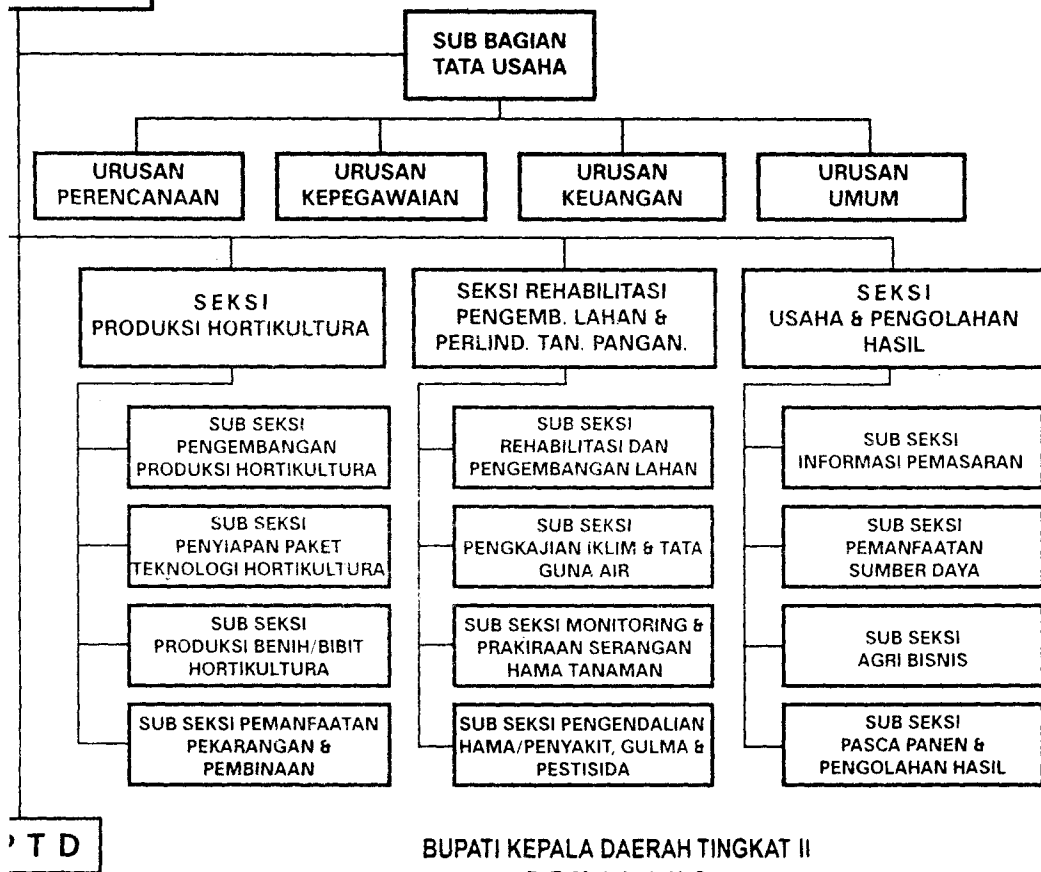 SUB BAGIAN
TATA USAHA
URUSAN
PERENCANAAN
URUSAN
KEPEGAWAIAN
URUSAN
KEUANGAN
URUSAN
UMUM
SEKSI
PRODUKSI HORTIKULTURA
SEKSI REHABILITASI
PENGEMB. LAHAN &
PERLIND. TAN. PANGAN.
SEKSI
USAHA & PENGOLAHAN
HASIL
SUB SEKSI
PENGEMBANGAN
PRODUKSI HORTIKULTURA
SUB SEKSI
PENYIAPAN PAKET
TEKNOLOGI HORTIKULTURA
SUB SEKSI
PRODUKSI BENIH/BIBIT
HORTIKULTURA
SUB SEKSI PEMANFAATAN
PEKARANGAN &
PEMBINAAN
SUB SEKSI
REHABILITASI DAN
PENGEMBANGAN LAHAN
SUB SEKSI
PENGKAJIAN IKLIM & TATA
GUNA AIR
SUB SEKSI MONITORING &
PRAKIRAAN SERANGAN
HAMA TANAMAN
SUB SEKSI PENGENDALIAN
HAMA/PENYAKIT, GULMA &
PESTISIDA
SUB SEKSI
INFORMASI PEMASARAN
SUB SEKSI
PEMANFAATAN
SUMBER DAYA
SUB SEKSI
AGRI BISNIS
SUB SEKSI
PASCA PANEN &
PENGOLAHAN HASIL
T D
BUPATI KEPALA DAERAH TINGKAT II